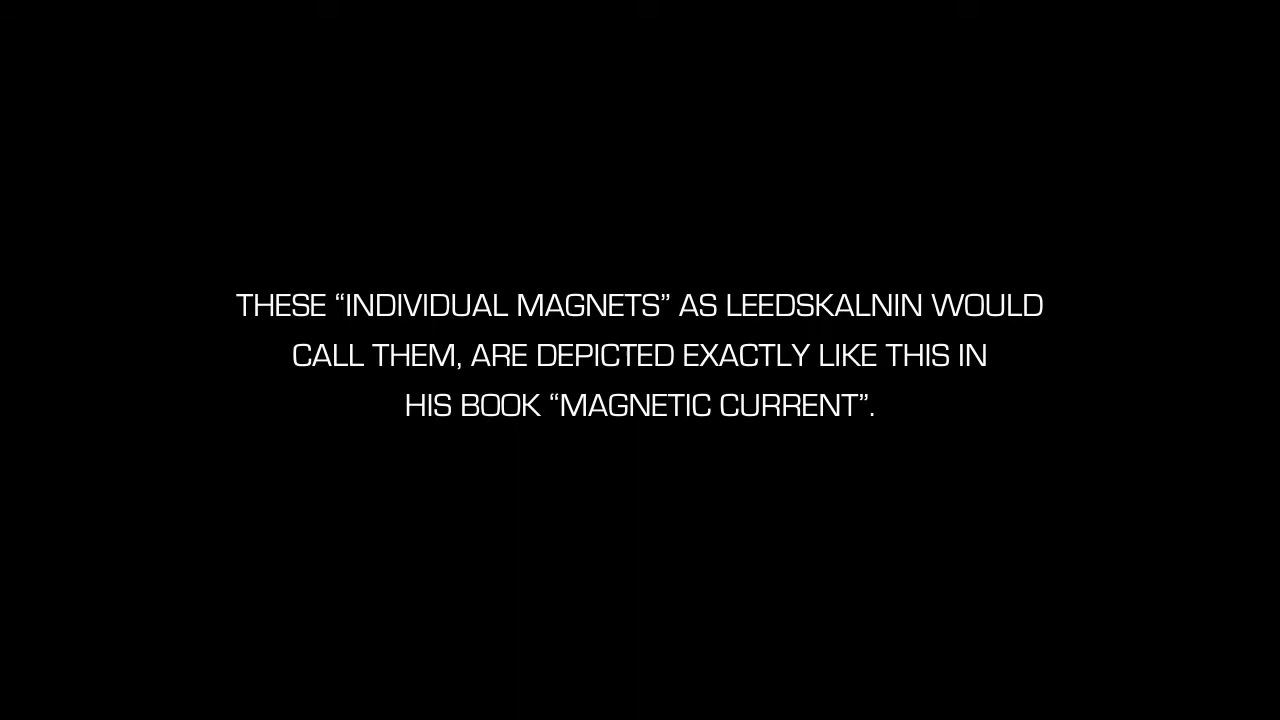 THESE “INDIVIDUAL MAGNETS” AS LEEDSKALNIN WOULD
CALL THEM, ARE DEPICTED EXACTLY LIKE THIS IN
HIS BOOK “MAGNETIC CURRENT”.